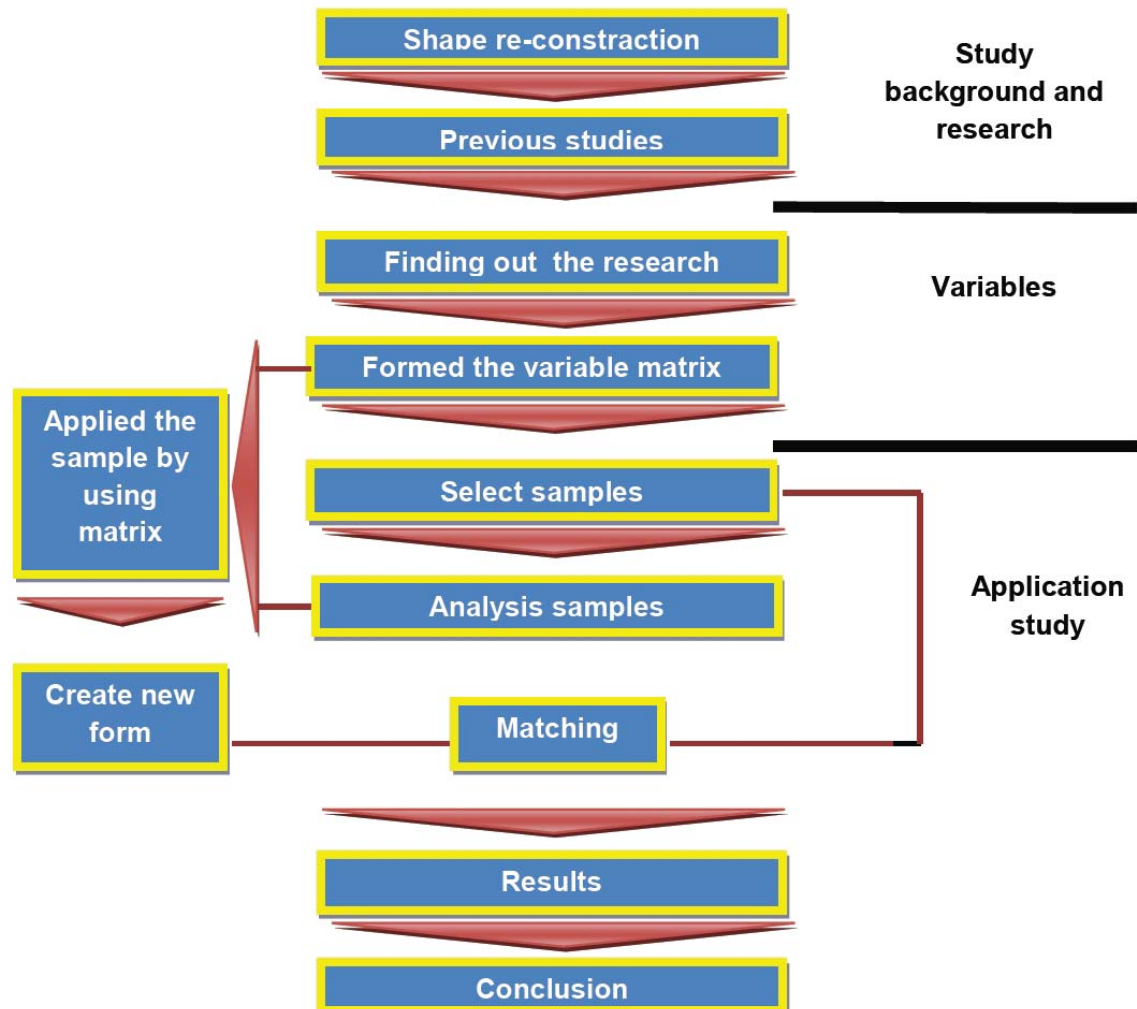 Shape re-constraction
Study
background and
research
Previous studies
Finding out  the research
Variables
Formed the variable matrix
Applied the
sample by
using
matrix
Select samples
Analysis samples
Application
study
Create new
form
Matching
Results
Conclusion